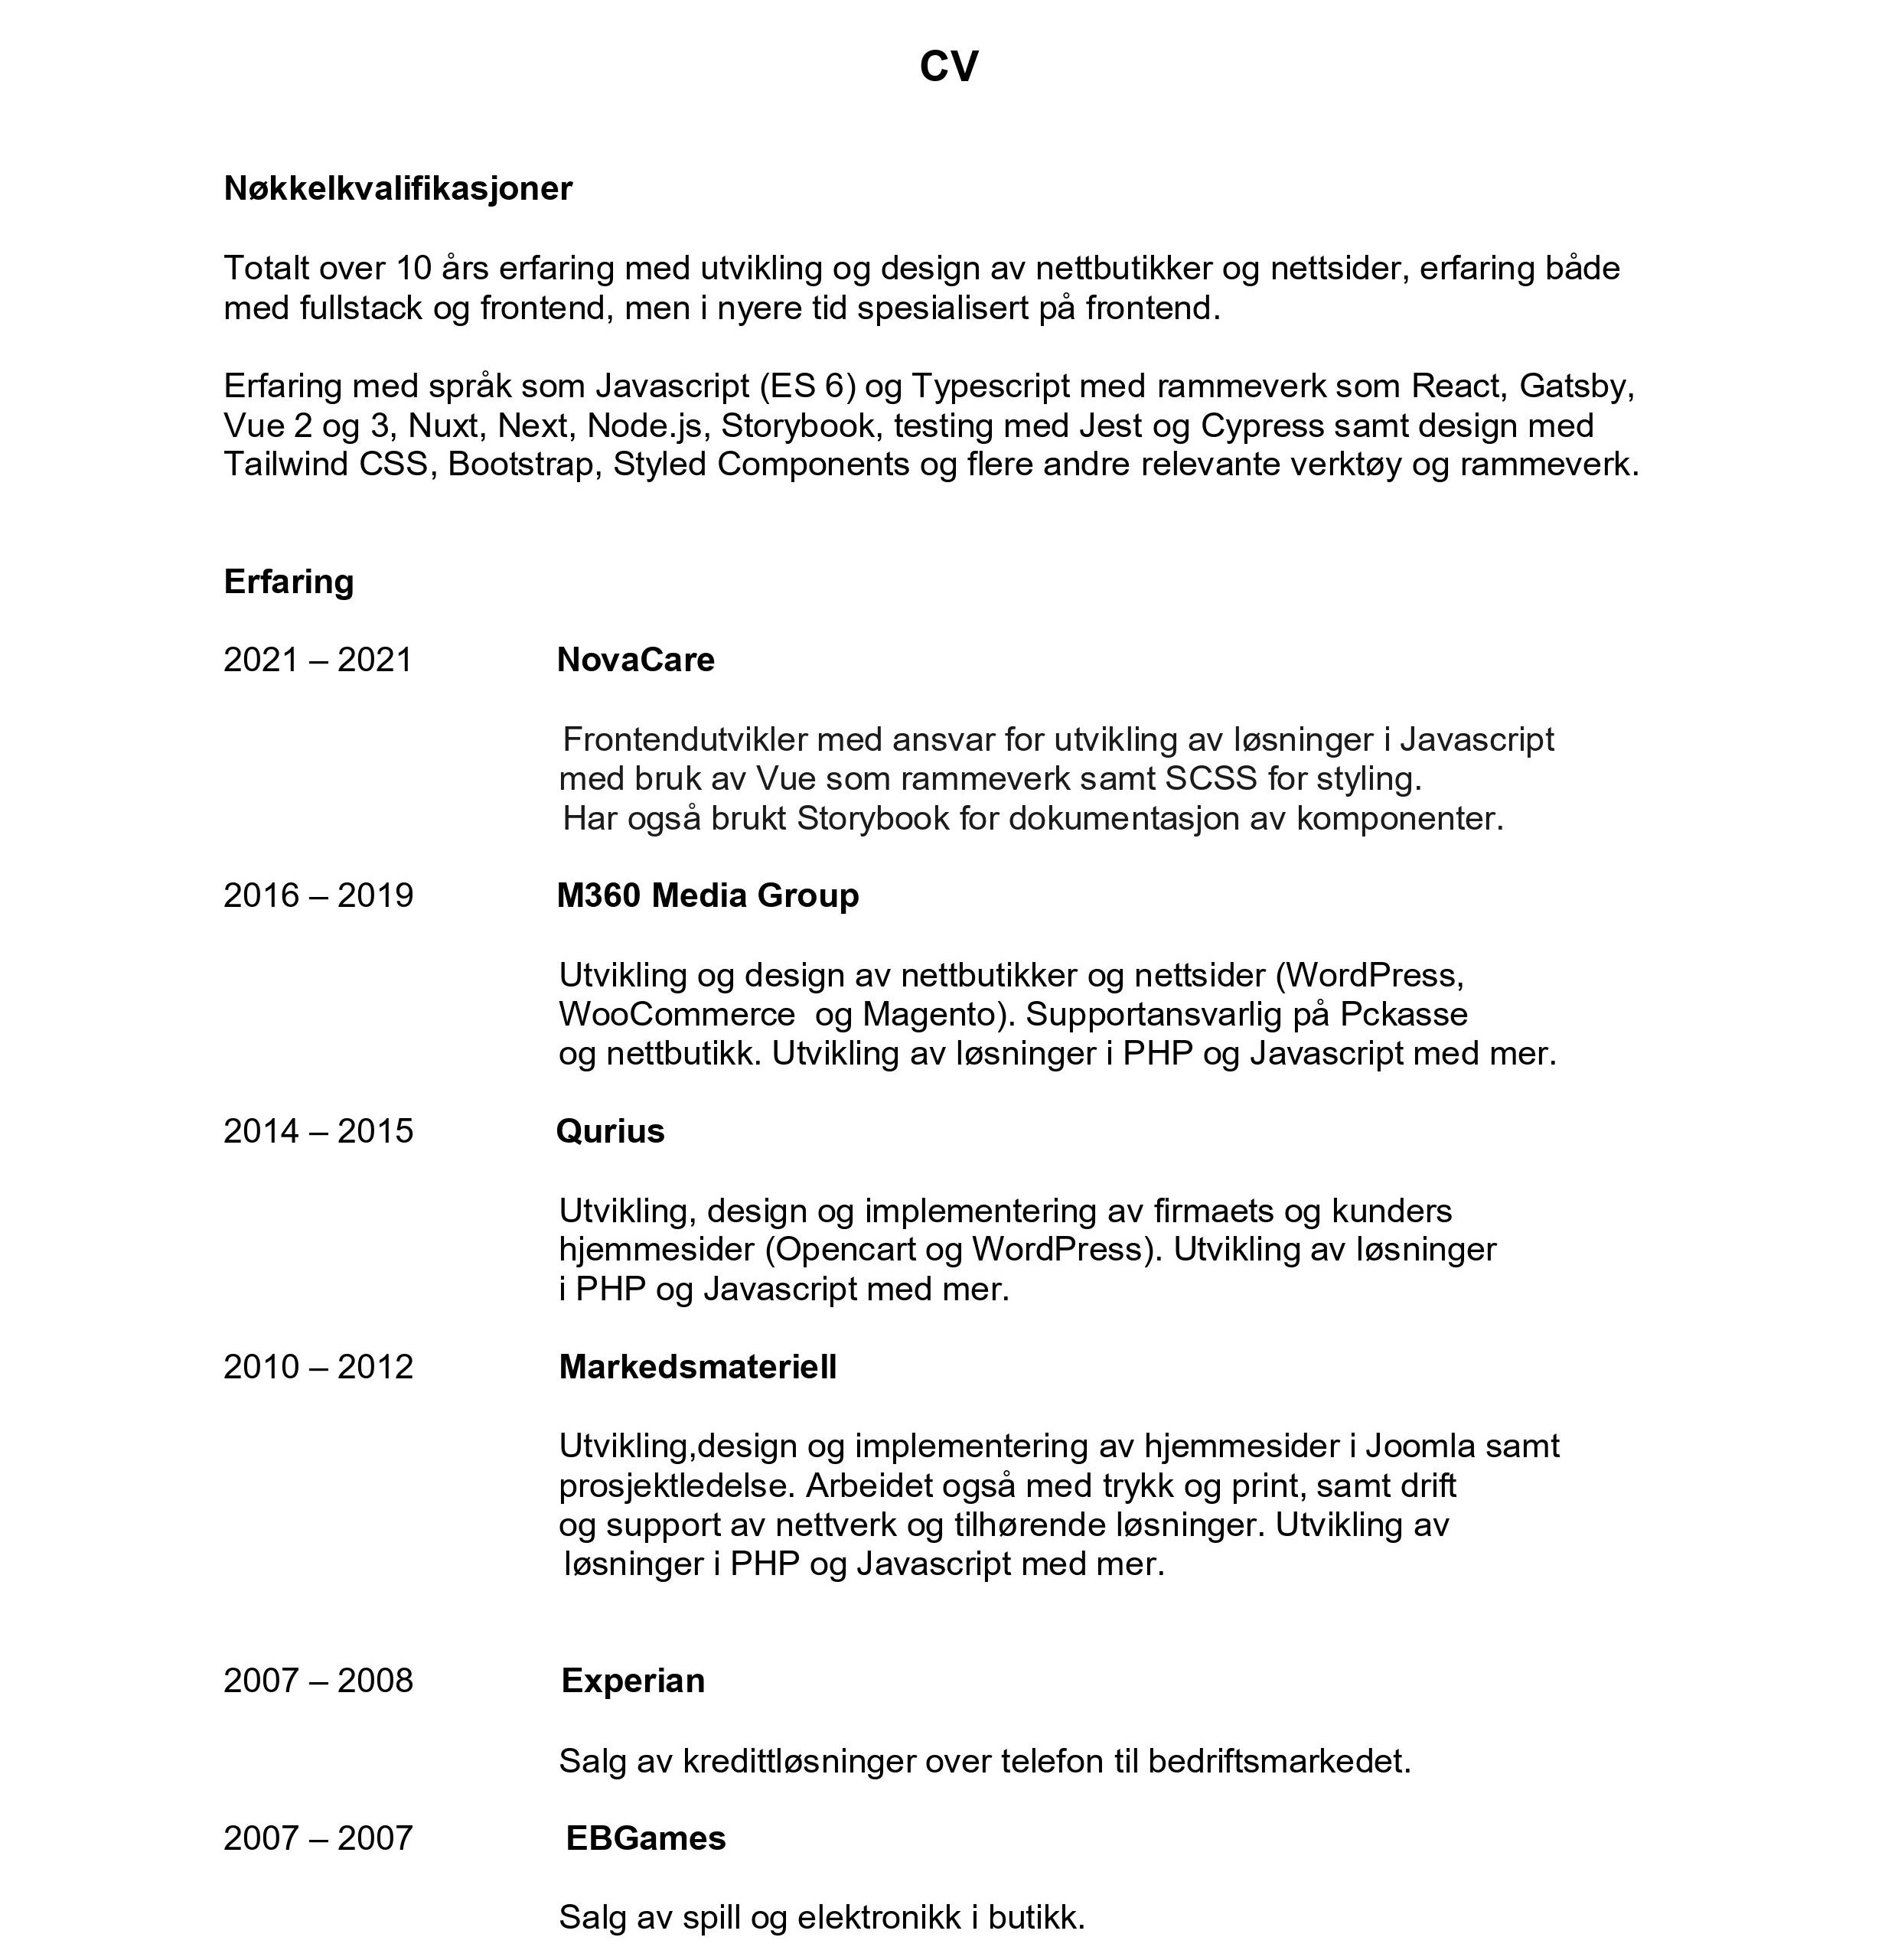 CV
Nøkkelkvalifikasjoner
Totalt over 10 års erfaring med utvikling og design av nettbutikker og nettsider, erfaring både
med fullstack og frontend, men i nyere tid spesialisert på frontend.
Erfaring med språk som Javascript (ES 6) og Typescript med rammeverk som React, Gatsby,
Vue 2 og 3, Nuxt, Next, Node.js, Storybook, testing med Jest og Cypress samt design med
Tailwind CSS, Bootstrap, Styled Components og flere andre relevante verktøy og rammeverk.
Erfaring
2021 – 2021 NovaCare
Frontendutvikler med ansvar for utvikling av løsninger i Javascript
med bruk av Vue som rammeverk samt SCSS for styling.
Har også brukt Storybook for dokumentasjon av komponenter.
2016 – 2019 M360 Media Group
Utvikling og design av nettbutikker og nettsider (WordPress,
WooCommerce  og Magento). Supportansvarlig på Pckasse
og nettbutikk. Utvikling av løsninger i PHP og Javascript med mer.
2014 – 2015 Qurius
Utvikling, design og implementering av firmaets og kunders
hjemmesider (Opencart og WordPress). Utvikling av løsninger
i PHP og Javascript med mer.
2010 – 2012 Markedsmateriell
Utvikling,design og implementering av hjemmesider i Joomla samt
prosjektledelse. Arbeidet også med trykk og print, samt drift
og support av nettverk og tilhørende løsninger. Utvikling av
løsninger i PHP og Javascript med mer.
2007 – 2008 Experian
Salg av kredittløsninger over telefon til bedriftsmarkedet.
2007 – 2007 EBGames
Salg av spill og elektronikk i butikk.